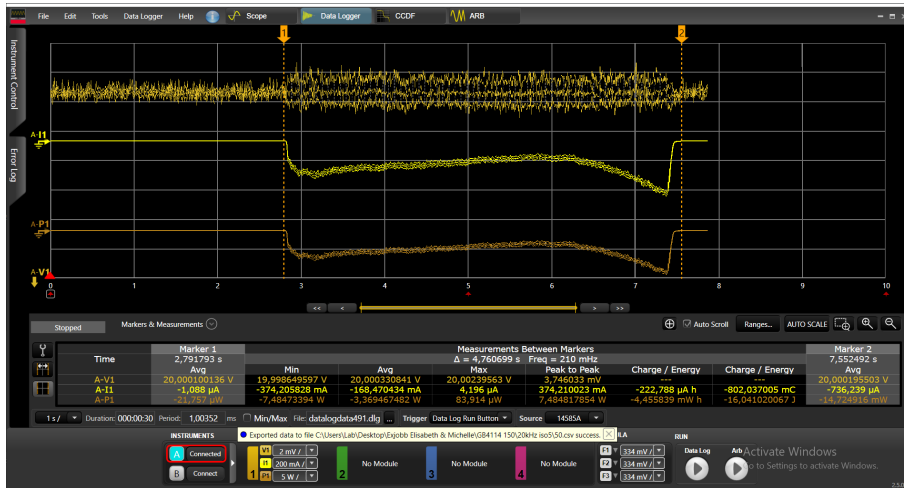 File Edit Tools Data Logger Help i Scope Data Logger CCDF ARB
Instrument Control
Error Log
1 2
A-I1
A-P1
A-V1
0 1 2 3 4 5 6 7 8 9 10
<< < > >>
Stopped Markers & Measurements Auto Scroll Ranges... AUTO SCALE
Marker 1 Measurements Between Markers Marker 2
Time 2,791793 s Δ = 4,760699 s Freq = 210 mHz 7,552492 s
Avg Min Avg Max Peak to Peak Charge / Energy Charge / Energy Avg
A-V1 20,000100136 V 19,998649597 V 20,000330841 V 20,00239563 V 3,746033 mV --- --- 20,000195503 V
A-I1 -1,088 µA -374,205828 mA -168,470434 mA 4,196 µA 374,210023 mA -222,788 µA h -802,037005 mC -736,239 µA
A-P1 -21,757 µW -7,48473394 W -3,369467482 W 83,914 µW 7,484817854 W -4,455839 mW h -16,041020067 J -14,724916 mW
1 s/ Duration: 000:00:30 Period: 1,00352 ms Min/Max File: datalogdata491.dlg ... Trigger Data Log Run Button Source 14585A
INSTRUMENTS Exported data to file C:\Users\Lab\Desktop\Exjobb Elisabeth & Michelle\GB4114 150\20kHz iso5\50.csv success. RUN
A Connected V1 2 mV / F1 334 mV / Data Log Arb Activate Windows
I1 200 mA / No Module No Module No Module F2 334 mV / to Settings to activate Windows.
B Connect 1 P1 5 W / 2 3 4 F3 334 mV /
2.5.0